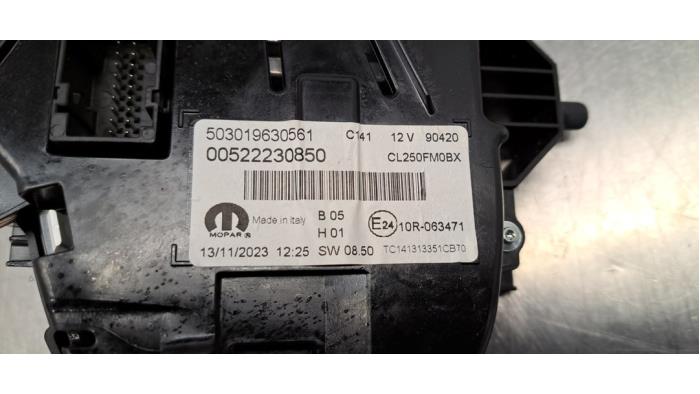 503019630561 C141 12 V 90420
00522230850 CL250FM0BX
MOPAR® Made in Italy B 05 E24 10R-063471
H 01
13/11/2023 12:25 SW 08.50 TC141313351CB70